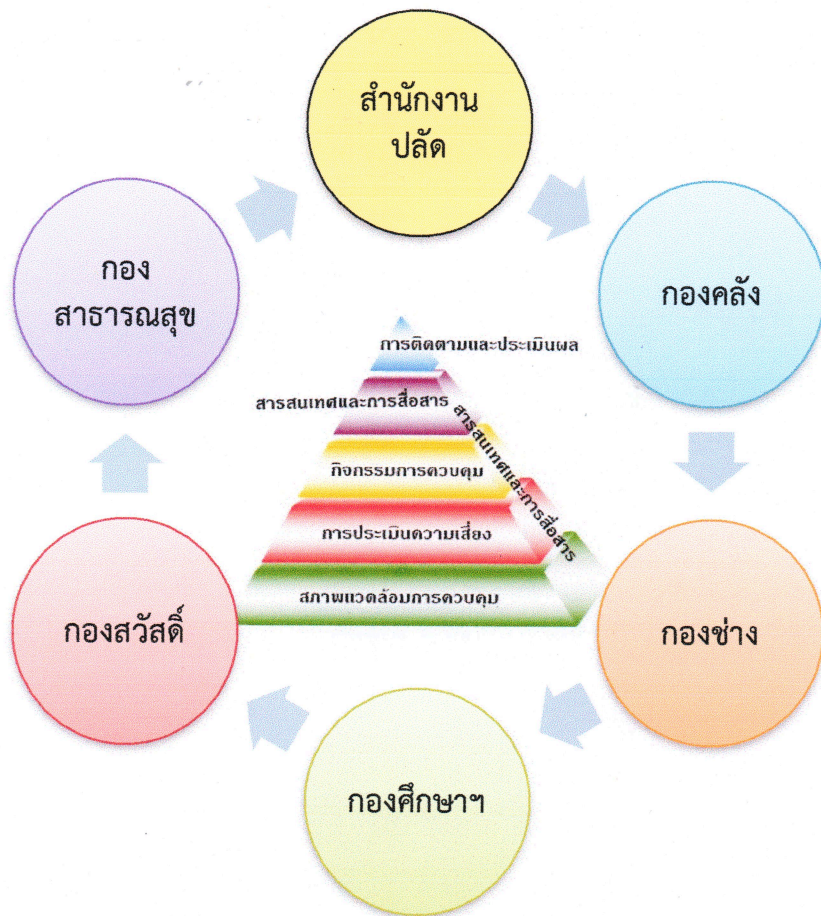 สำนักงาน
ปลัด
กองคลัง
กองช่าง
กองศึกษาฯ
กองสวัสดิ์
กอง
สาธารณสุข
การติดตามและประเมินผล
สารสนเทศและการสื่อสาร
กิจกรรมการควบคุม
การประเมินความเสี่ยง
สภาพแวดล้อมการควบคุม
สารสนเทศและการสื่อสาร